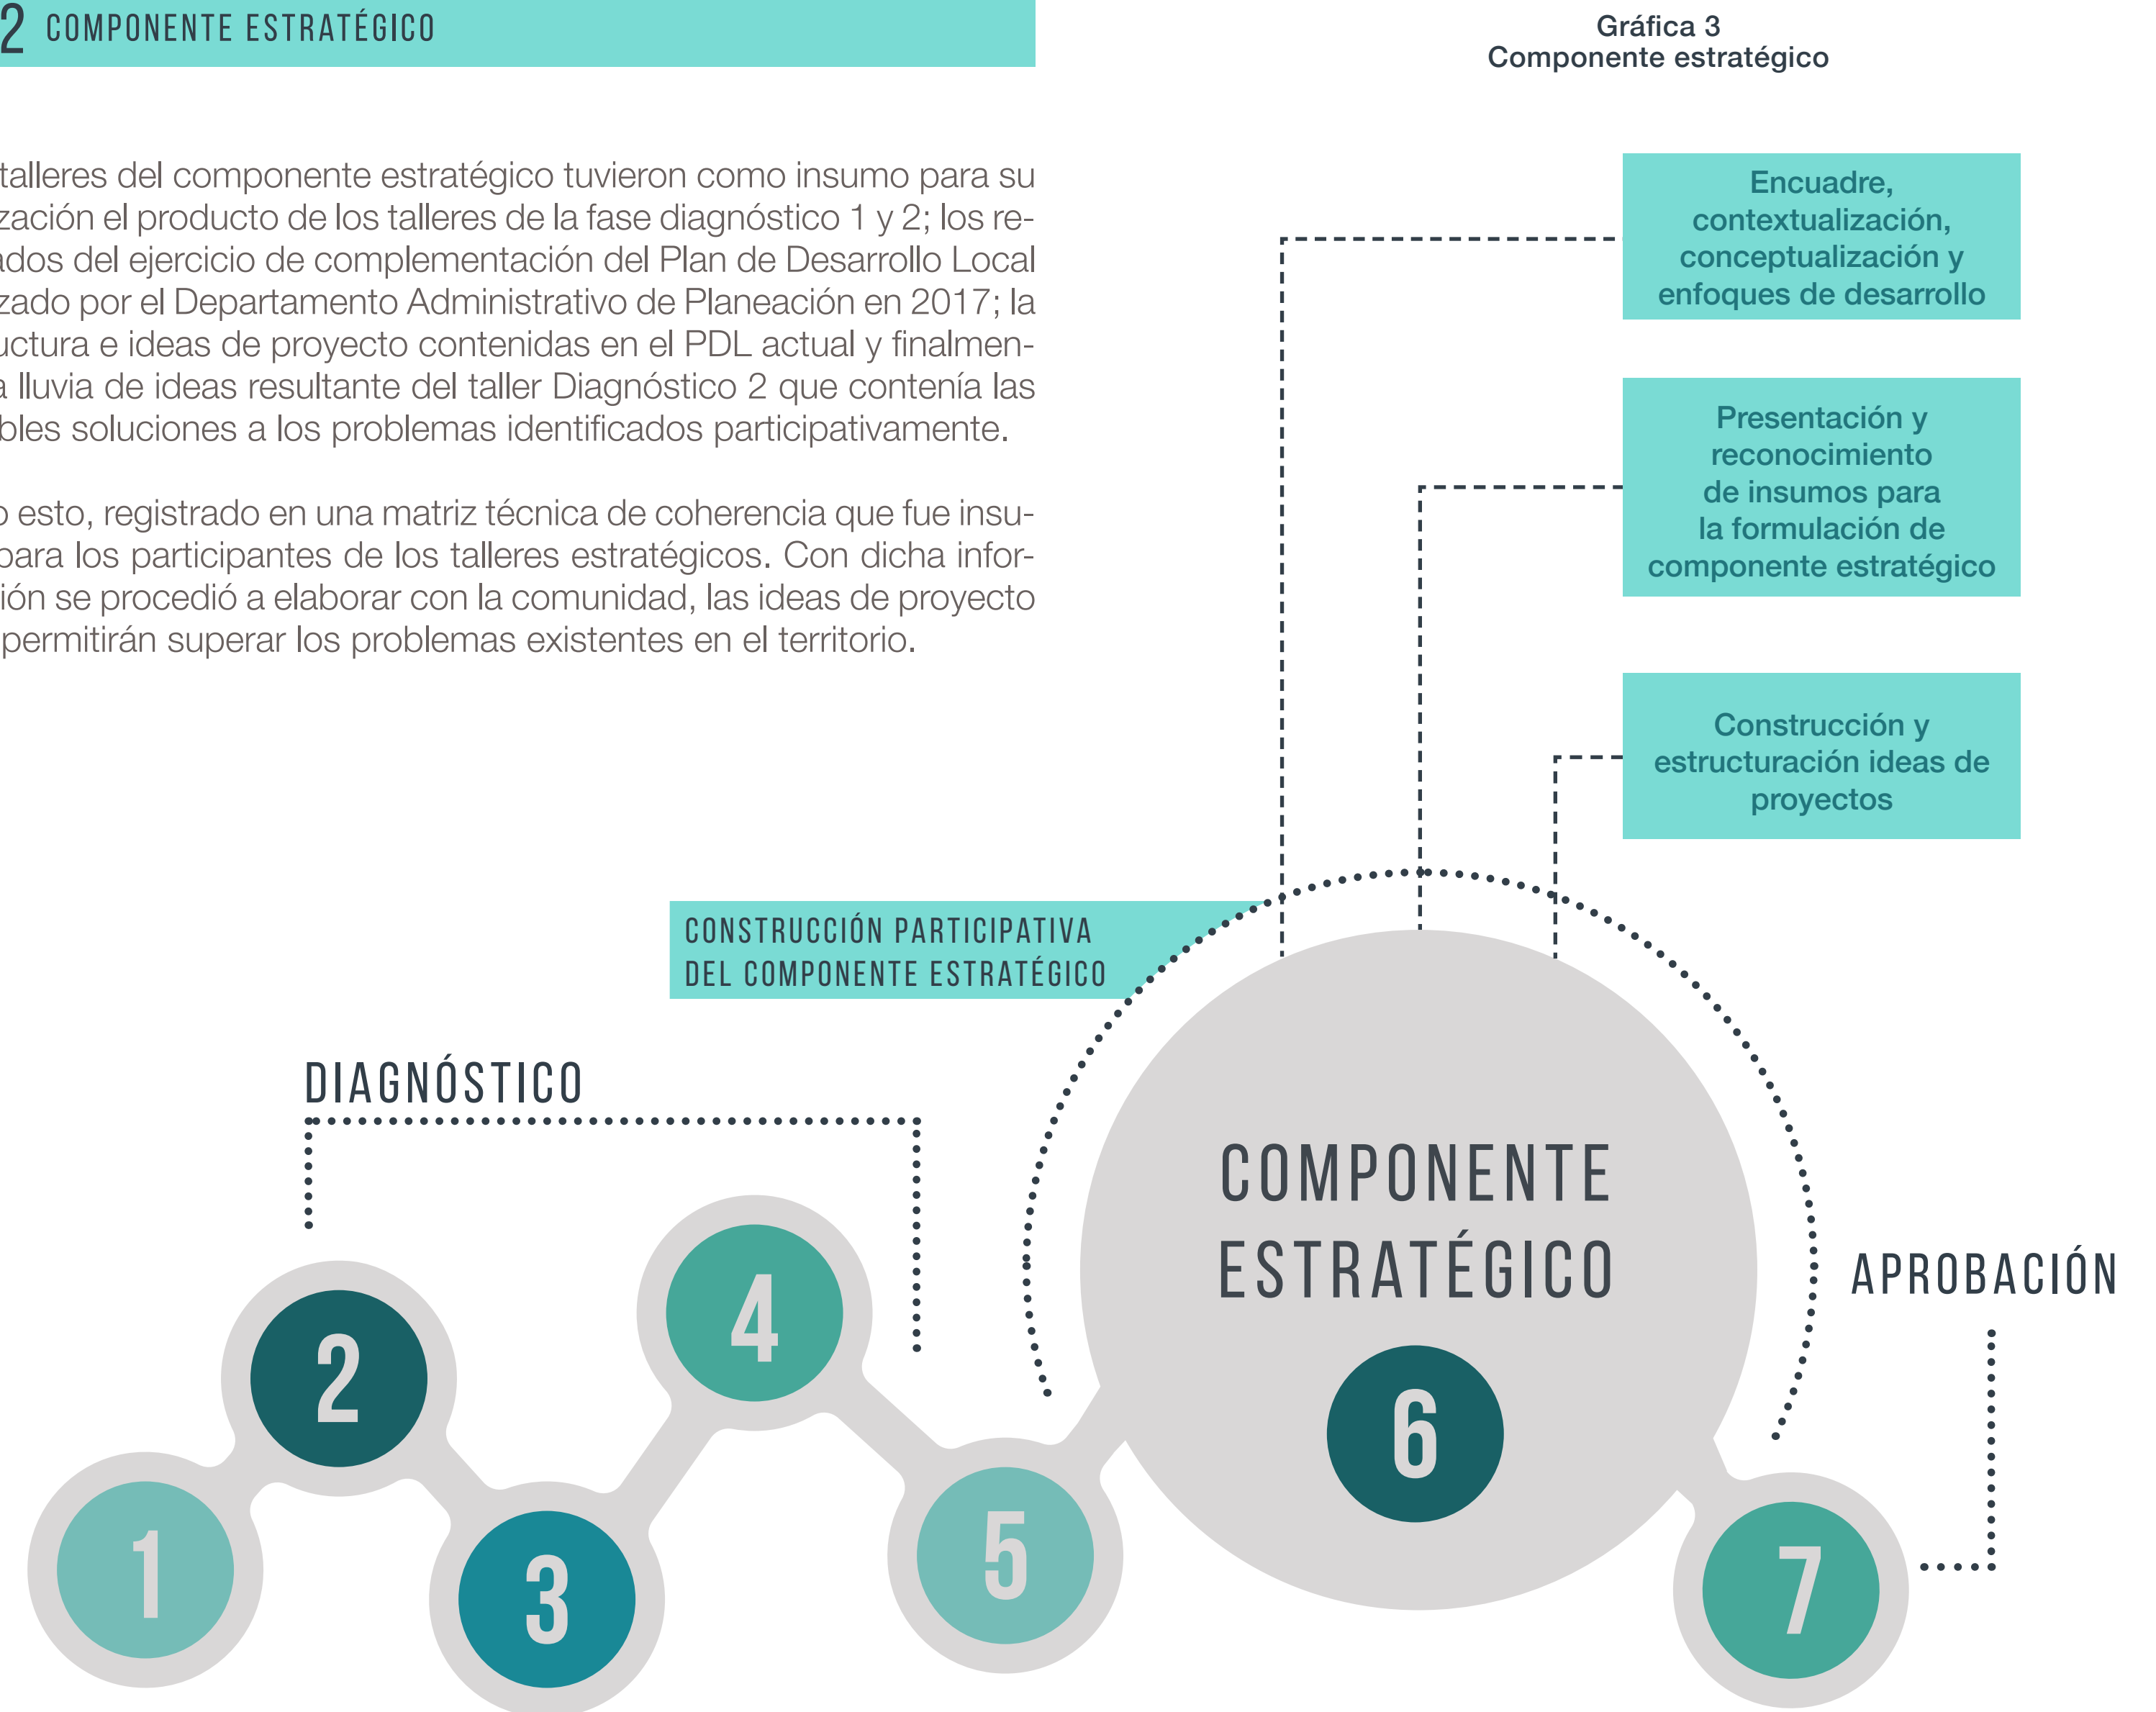 2 COMPONENTE ESTRATÉGICO
talleres del componente estratégico tuvieron como insumo para su
zación el producto de los talleres de la fase diagnóstico 1 y 2; los re-
ados del ejercicio de complementación del Plan de Desarrollo Local
zado por el Departamento Administrativo de Planeación en 2017; la
uctura e ideas de proyecto contenidas en el PDL actual y finalmen-
a lluvia de ideas resultante del taller Diagnóstico 2 que contenía las
bles soluciones a los problemas identificados participativamente.
o esto, registrado en una matriz técnica de coherencia que fue insu-
para los participantes de los talleres estratégicos. Con dicha infor-
ión se procedió a elaborar con la comunidad, las ideas de proyecto
permitirán superar los problemas existentes en el territorio.
Gráfica 3
Componente estratégico
Encuadre,
contextualización,
conceptualización y
enfoques de desarrollo
Presentación y
reconocimiento
de insumos para
la formulación de
componente estratégico
Construcción y
estructuración ideas de
proyectos
CONSTRUCCIÓN PARTICIPATIVA
DEL COMPONENTE ESTRATÉGICO
DIAGNÓSTICO
COMPONENTE
ESTRATÉGICO
APROBACIÓN
1
2
3
4
5
6
7